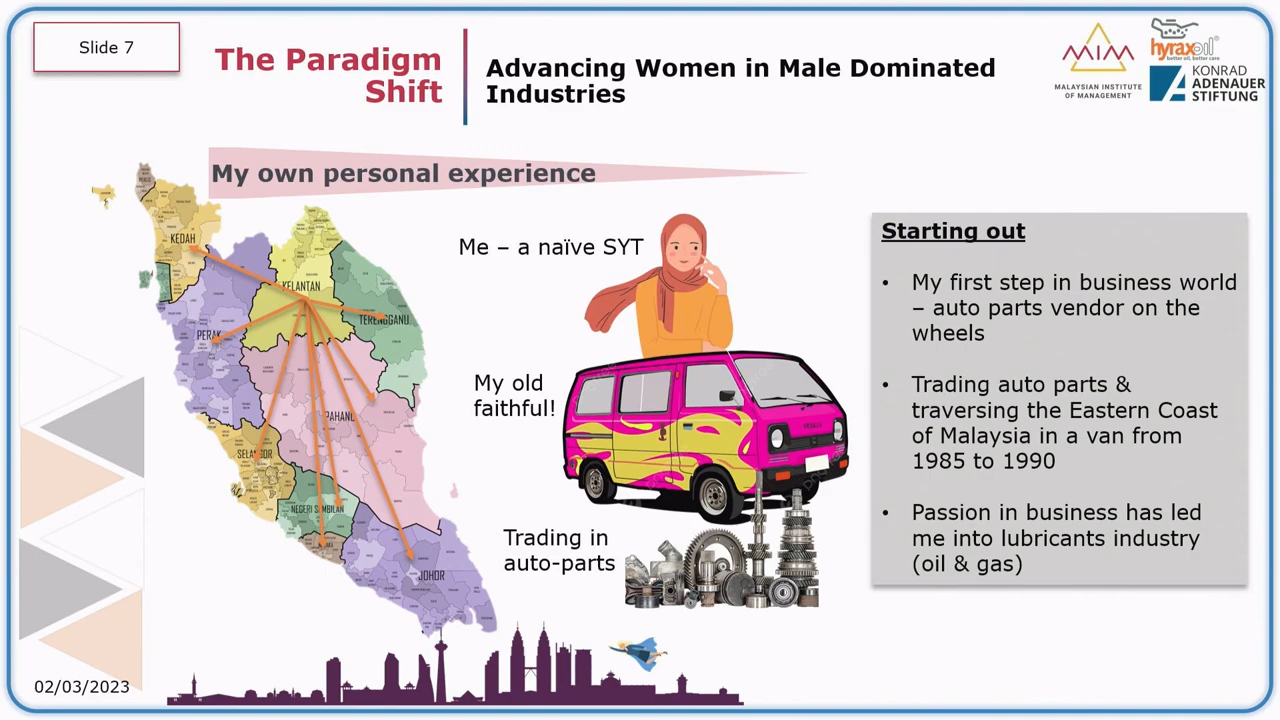 Slide 7
The Paradigm
Shift
Advancing Women in Male Dominated
Industries
MIM
MALAYSIAN INSTITUTE
OF MANAGEMENT
hyraxoil
better oil. better care
KONRAD
ADENAUER
STIFTUNG
My own personal experience
KEDAH
KELANTAN
TERENGGANU
PERAK
PAHANG
SELANGOR
NEGERI SEMBILAN
JOHOR
Me – a naïve SYT
My old
faithful!
Trading in
auto-parts
Starting out
• My first step in business world
– auto parts vendor on the
wheels
• Trading auto parts &
traversing the Eastern Coast
of Malaysia in a van from
1985 to 1990
• Passion in business has led
me into lubricants industry
(oil & gas)
02/03/2023